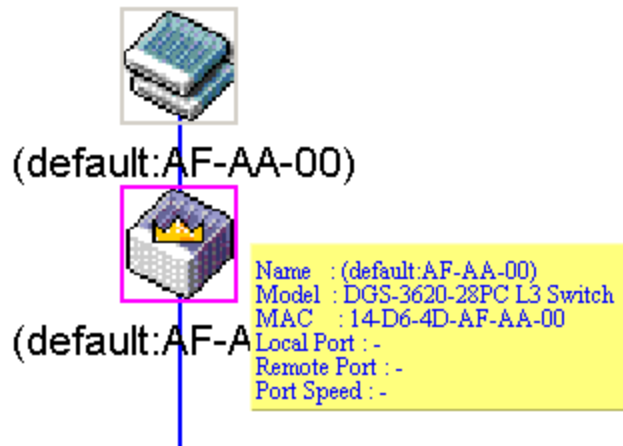 (default:AF-AA-00)
(default:AF-A
Name : (default:AF-AA-00)
Model : DGS-3620-28PC L3 Switch
MAC : 14-D6-4D-AF-AA-00
Local Port : -
Remote Port : -
Port Speed : -